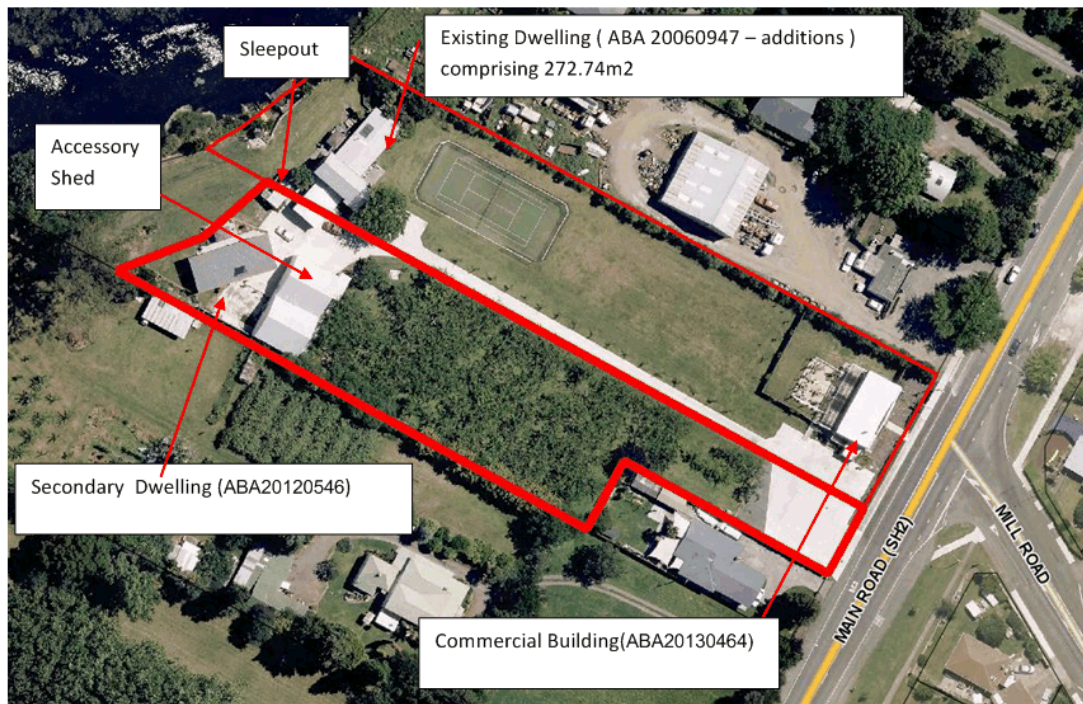 Sleepout
Existing Dwelling ( ABA 20060947 – additions )
comprising 272.74m2
Accessory
Shed
Secondary Dwelling (ABA20120546)
Commercial Building(ABA20130464)
MAIN ROAD (SH2)
MILL ROAD